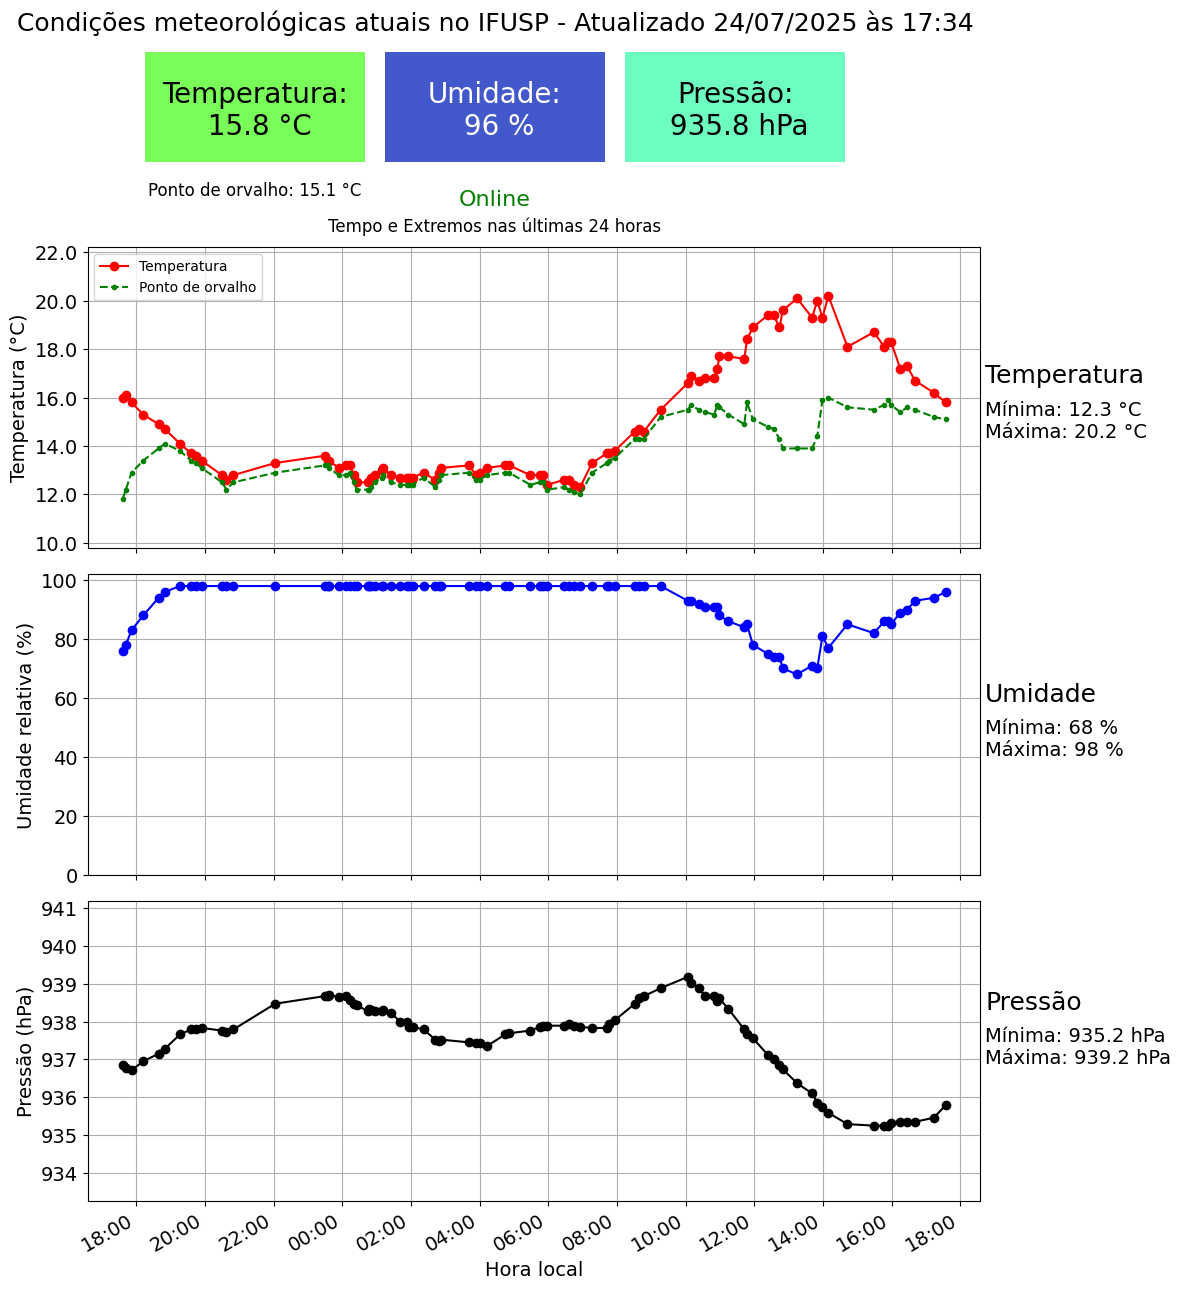 Condições meteorológicas atuais no IFUSP - Atualizado 24/07/2025 às 17:34
Temperatura:
15.8 °C
Umidade:
96 %
Pressão:
935.8 hPa
Ponto de orvalho: 15.1 °C
Online
Tempo e Extremos nas últimas 24 horas
Temperatura (°C)
22.0
20.0
18.0
16.0
14.0
12.0
10.0
Temperatura
Ponto de orvalho
Temperatura
Mínima: 12.3 °C
Máxima: 20.2 °C
Umidade relativa (%)
100
80
60
40
20
0
Umidade
Mínima: 68 %
Máxima: 98 %
Pressão (hPa)
941
940
939
938
937
936
935
934
Pressão
Mínima: 935.2 hPa
Máxima: 939.2 hPa
18:00 20:00 22:00 00:00 02:00 04:00 06:00 08:00 10:00 12:00 14:00 16:00 18:00
Hora local